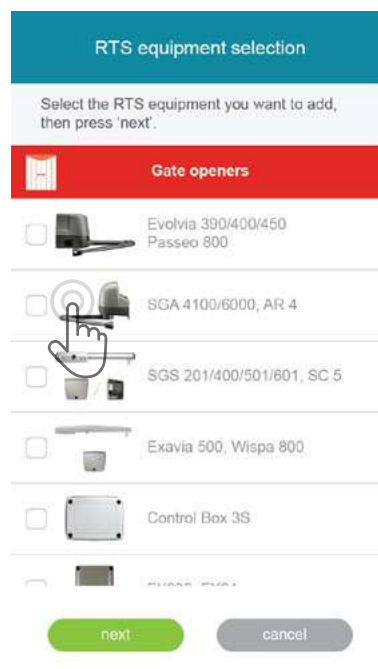 RTS equipment selection
Select the RTS equipment you want to add,
then press 'next'.
Gate openers
Evolvia 390/400/450
Passeo 800
SGA 4100/6000, AR 4
SGS 201/400/501/601, SC 5
Exavia 500, Wispa 800
Control Box 3S
next
cancel